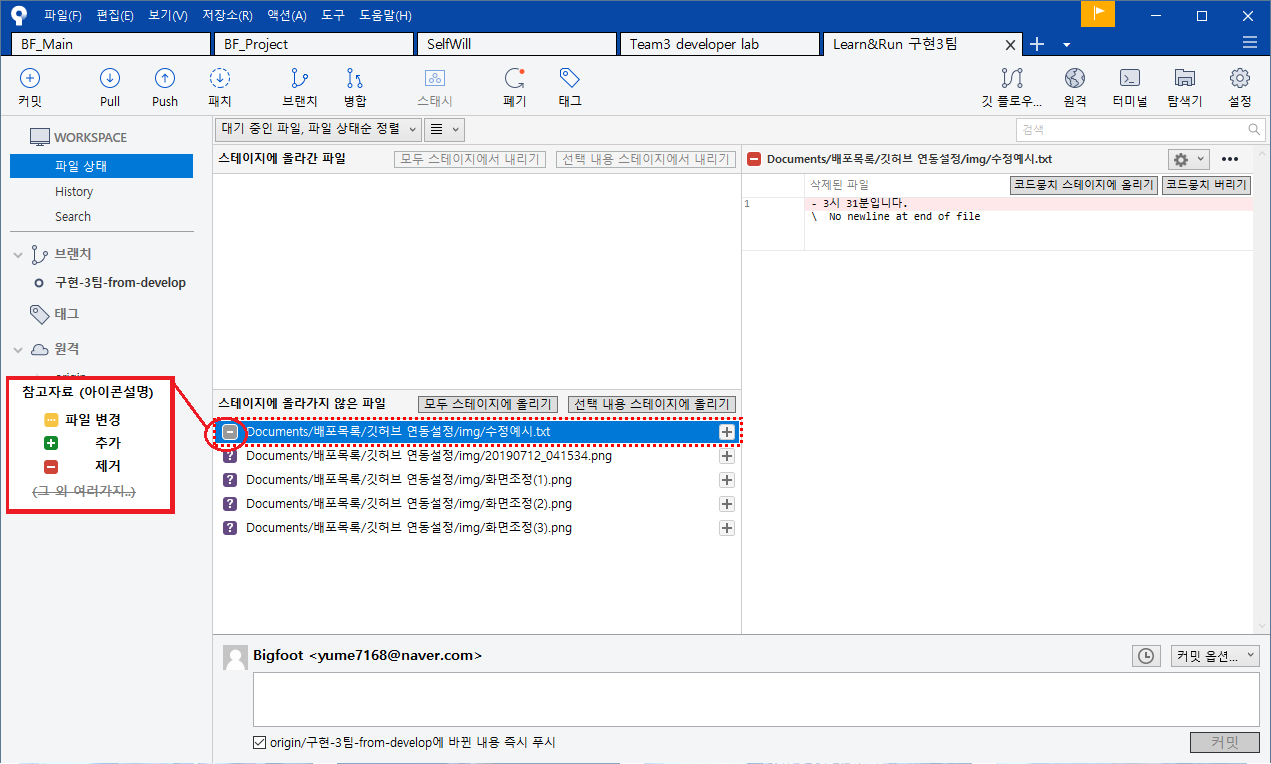 파일(F) 편집(E) 보기(V) 저장소(R) 액션(A) 도구 도움말(H)
BF_Main BF_Project SelfWill Team3 developer lab Learn&Run 구현3팀
커밋 Pull Push 패치 브랜치 병합 스태시 폐기 태그 깃 플로우... 원격 터미널 탐색기 설정
WORKSPACE
파일 상태
History
Search
브랜치
구현-3팀-from-develop
태그
원격
origin
참고자료 (아이콘설명)
파일 변경
추가
제거
(그 외 여러가지..)
대기 중인 파일, 파일 상태순 정렬
검색
스테이지에 올라간 파일 모두 스테이지에서 내리기 선택 내용 스테이지에서 내리기
스테이지에 올라가지 않은 파일 모두 스테이지에 올리기 선택 내용 스테이지에 올리기
Documents/배포목록/깃허브 연동설정/img/수정예시.txt
Documents/배포목록/깃허브 연동설정/img/20190712_041534.png
Documents/배포목록/깃허브 연동설정/img/화면조정(1).png
Documents/배포목록/깃허브 연동설정/img/화면조정(2).png
Documents/배포목록/깃허브 연동설정/img/화면조정(3).png
Documents/배포목록/깃허브 연동설정/img/수정예시.txt
삭제된 파일 코드뭉치 스테이지에 올리기 코드뭉치 버리기
1 - 3시 31분입니다.
\ No newline at end of file
Bigfoot <yume7168@naver.com>
커밋 옵션...
origin/구현-3팀-from-develop에 바뀐 내용 즉시 푸시
커밋